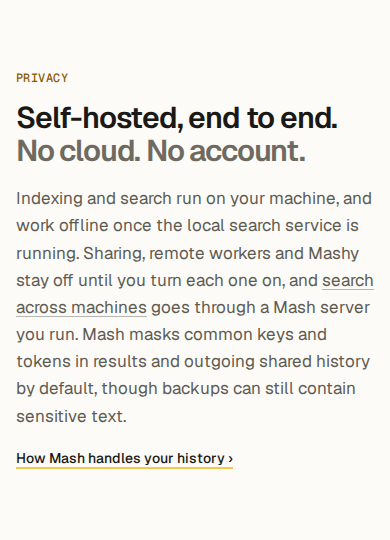 PRIVACY
Self-hosted, end to end.
No cloud. No account.
Indexing and search run on your machine, and
work offline once the local search service is
running. Sharing, remote workers and Mashy
stay off until you turn each one on, and search
across machines goes through a Mash server
you run. Mash masks common keys and
tokens in results and outgoing shared history
by default, though backups can still contain
sensitive text.
How Mash handles your history ›